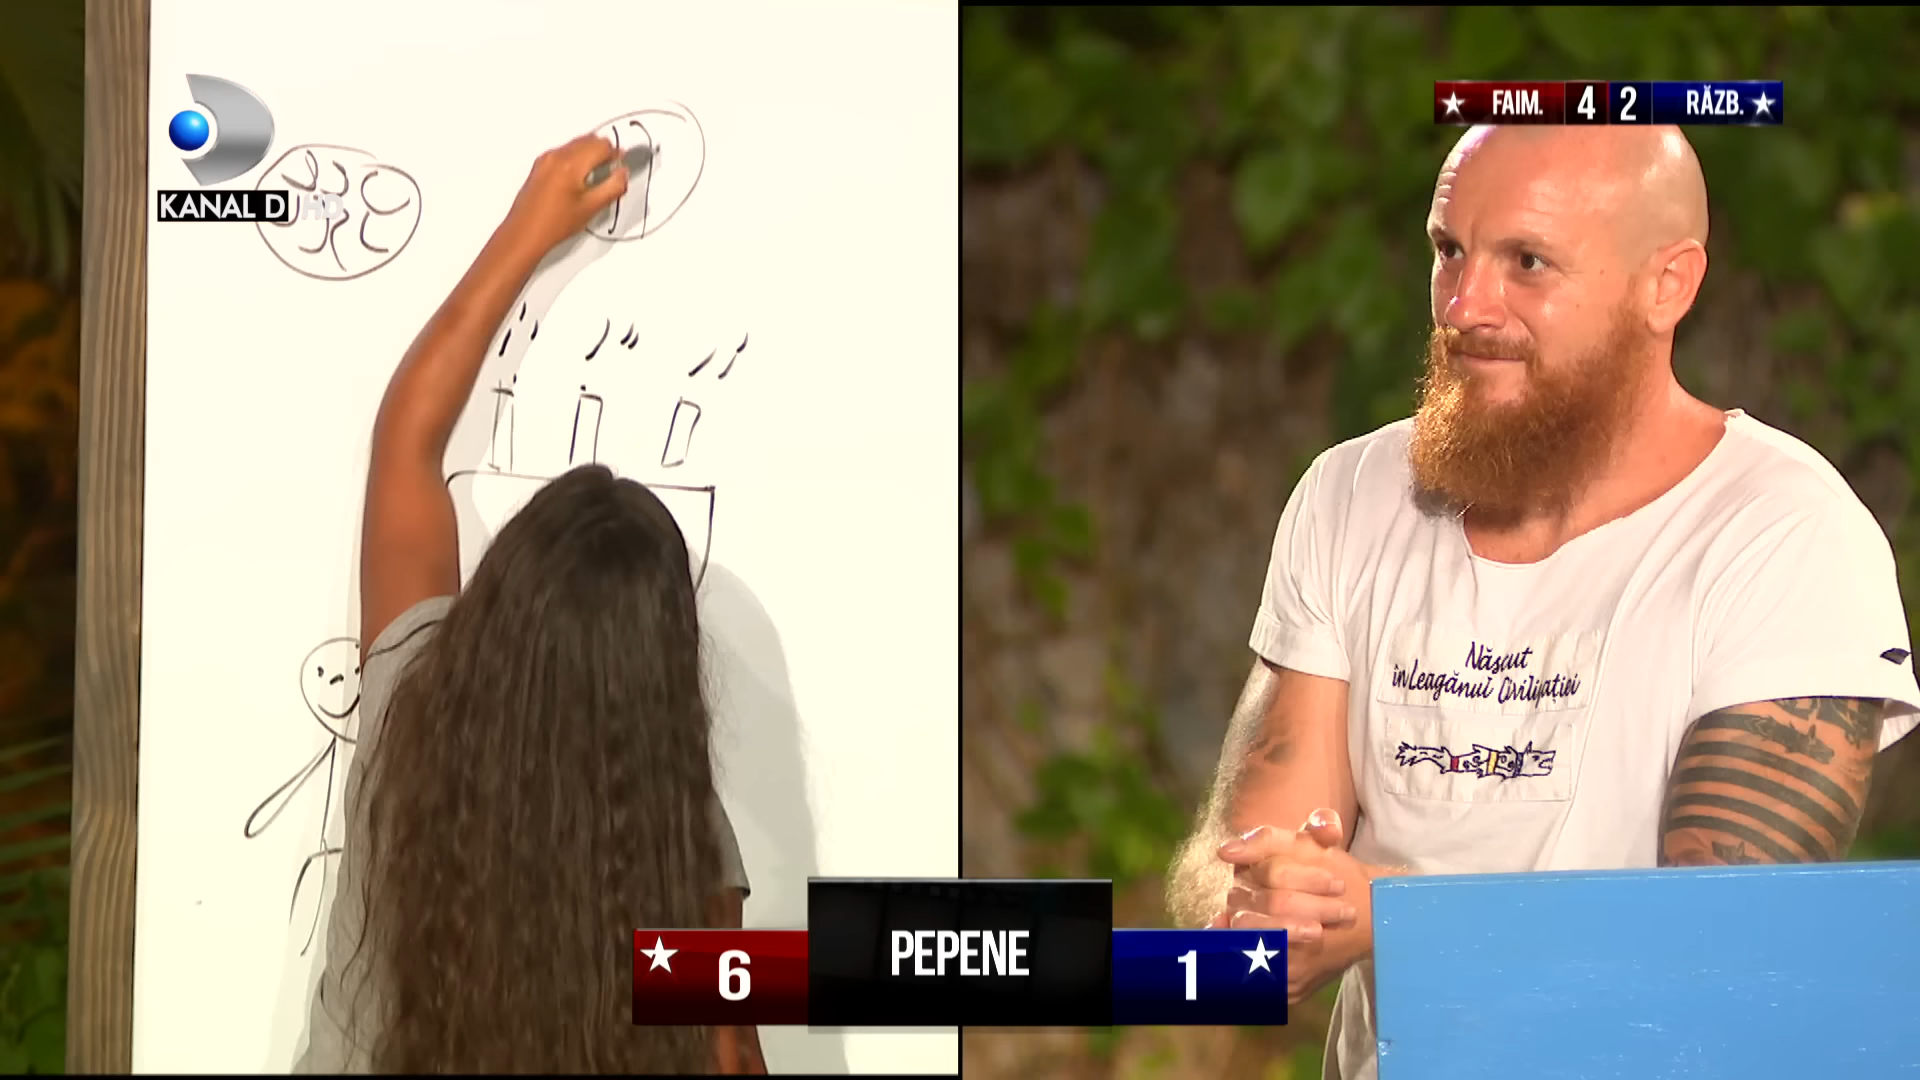 KANAL D HD
FAIM. 4 2 RĂZB.
Născut
în Leagănul Civilizației
6 PEPENE 1